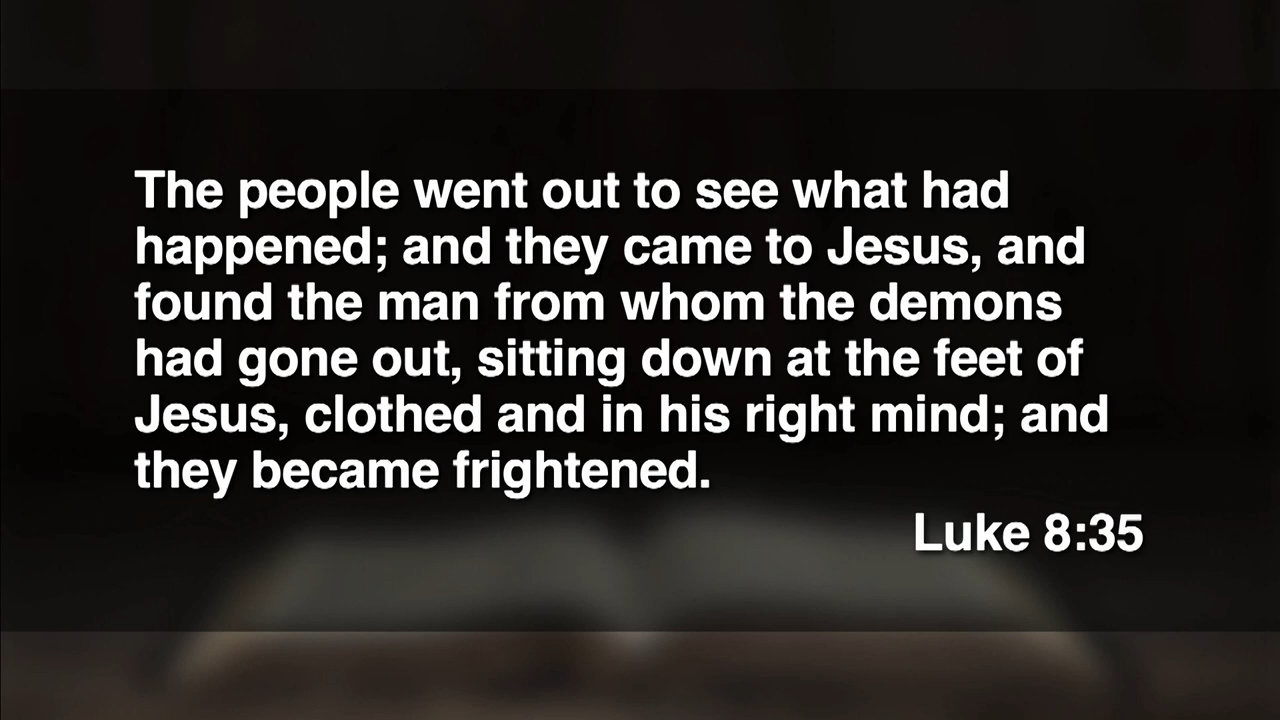 The people went out to see what had
happened; and they came to Jesus, and
found the man from whom the demons
had gone out, sitting down at the feet of
Jesus, clothed and in his right mind; and
they became frightened.
Luke 8:35